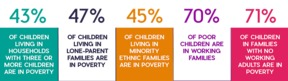 43%
OF CHILDREN
LIVING IN
HOUSEHOLDS
WITH THREE OR
MORE CHILDREN
ARE IN POVERTY
47%
OF CHILDREN
LIVING IN
LONE-PARENT
FAMILIES ARE
IN POVERTY
45%
OF CHILDREN
LIVING IN
MINORITY
ETHNIC FAMILIES
ARE IN POVERTY
70%
OF POOR
CHILDREN ARE
IN WORKING
FAMILIES
71%
OF CHILDREN IN
FAMILIES WITH
NO WORKING
ADULTS ARE IN
POVERTY